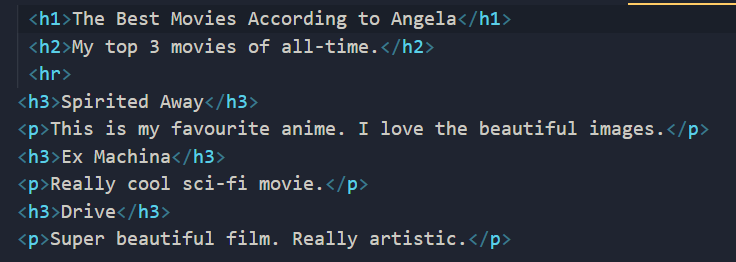 <h1>The Best Movies According to Angela</h1>
<h2>My top 3 movies of all-time.</h2>
<hr>
<h3>Spirited Away</h3>
<p>This is my favourite anime. I love the beautiful images.</p>
<h3>Ex Machina</h3>
<p>Really cool sci-fi movie.</p>
<h3>Drive</h3>
<p>Super beautiful film. Really artistic.</p>